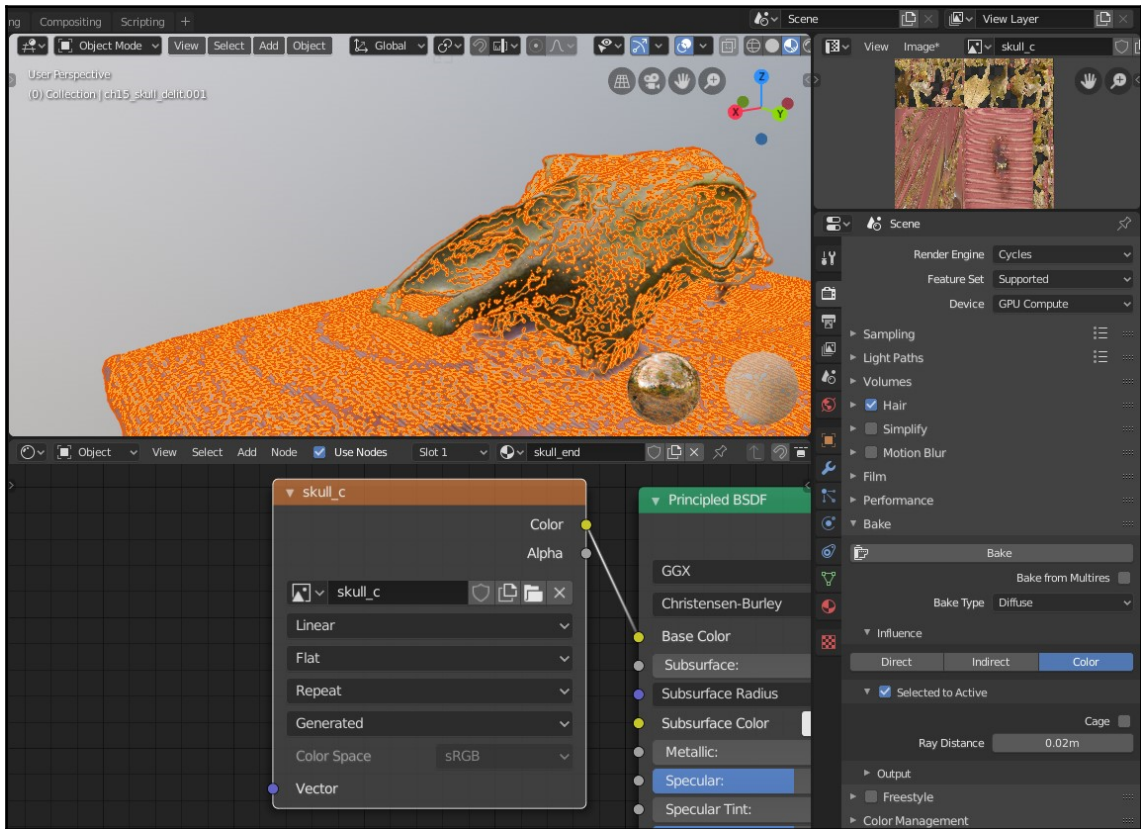 ng Compositing Scripting +
Scene
View Layer
Object Mode View Select Add Object Global
View Image* skull_c
User Perspective
(0) Collection | ch15_skull_delit.001
Z
X
Y
Scene
Render Engine Cycles
Feature Set Supported
Device GPU Compute
Sampling
Light Paths
Volumes
Hair
Simplify
Motion Blur
Film
Performance
Bake
Bake
Bake from Multires
Bake Type Diffuse
Influence
Direct Indirect Color
Selected to Active
Cage
Ray Distance 0.02m
Output
Freestyle
Color Management
Object View Select Add Node Use Nodes Slot 1 skull_end
skull_c
Color
Alpha
skull_c
Linear
Flat
Repeat
Generated
Color Space sRGB
Vector
Principled BSDF
GGX
Christensen-Burley
Base Color
Subsurface:
Subsurface Radius
Subsurface Color
Metallic:
Specular:
Specular Tint: